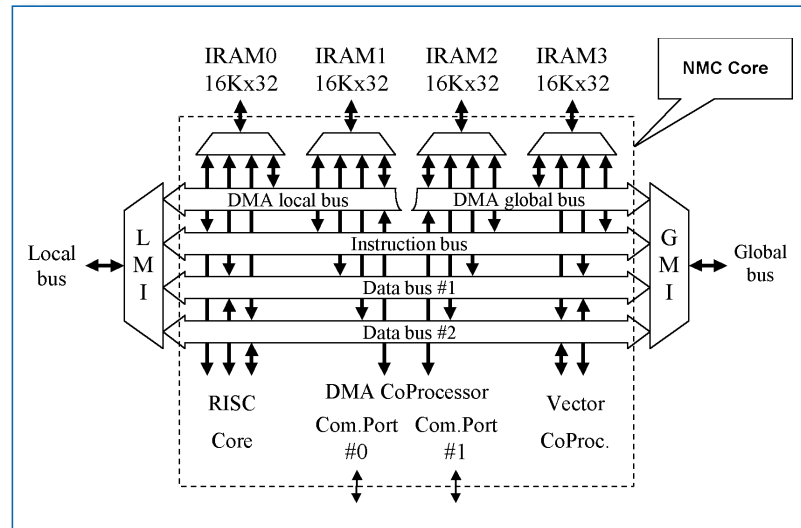 IRAM0 IRAM1 IRAM2 IRAM3
16Kx32 16Kx32 16Kx32 16Kx32
NMC Core
DMA local bus DMA global bus
Instruction bus
Data bus #1
Data bus #2
Local
bus
L
M
I
G
M
I
Global
bus
RISC
Core
DMA CoProcessor
Com.Port Com.Port
#0 #1
Vector
CoProc.